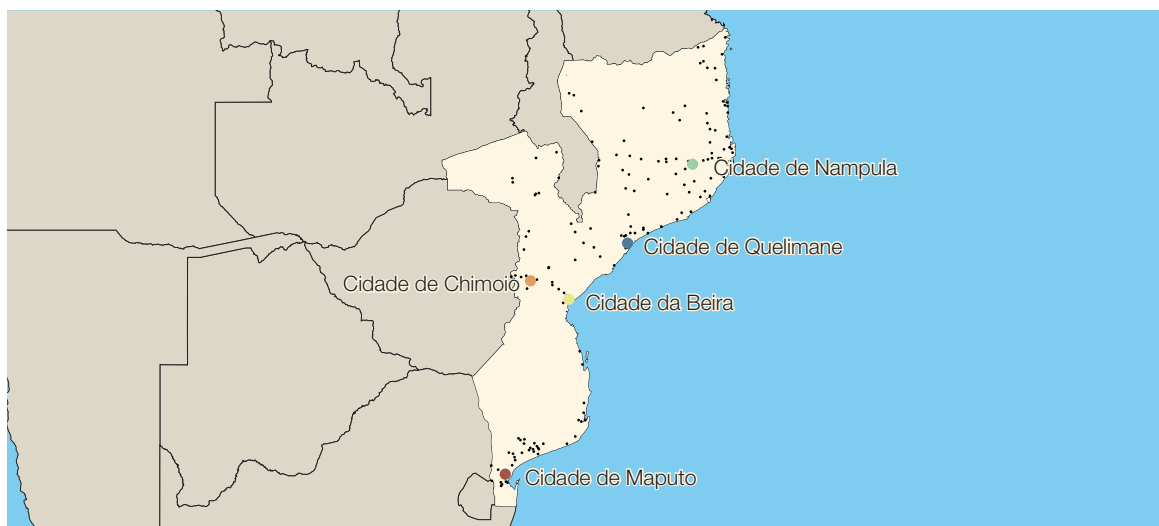 Cidade de Nampula
Cidade de Quelimane
Cidade de Chimoio
Cidade da Beira
Cidade de Maputo